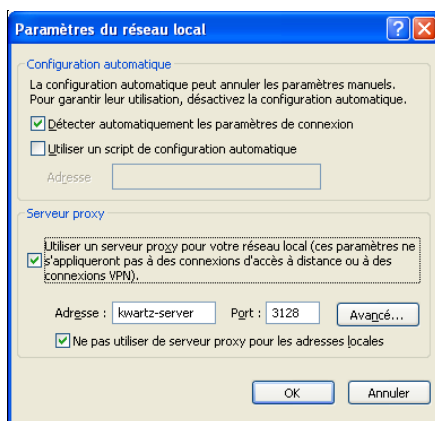 Paramètres du réseau local
Configuration automatique
La configuration automatique peut annuler les paramètres manuels.
Pour garantir leur utilisation, désactivez la configuration automatique.
Détecter automatiquement les paramètres de connexion
Utiliser un script de configuration automatique
Adresse
Serveur proxy
Utiliser un serveur proxy pour votre réseau local (ces paramètres ne
s'appliqueront pas à des connexions d'accès à distance ou à des
connexions VPN).
Adresse : kwartz-server Port : 3128 Avancé...
Ne pas utiliser de serveur proxy pour les adresses locales
OK Annuler